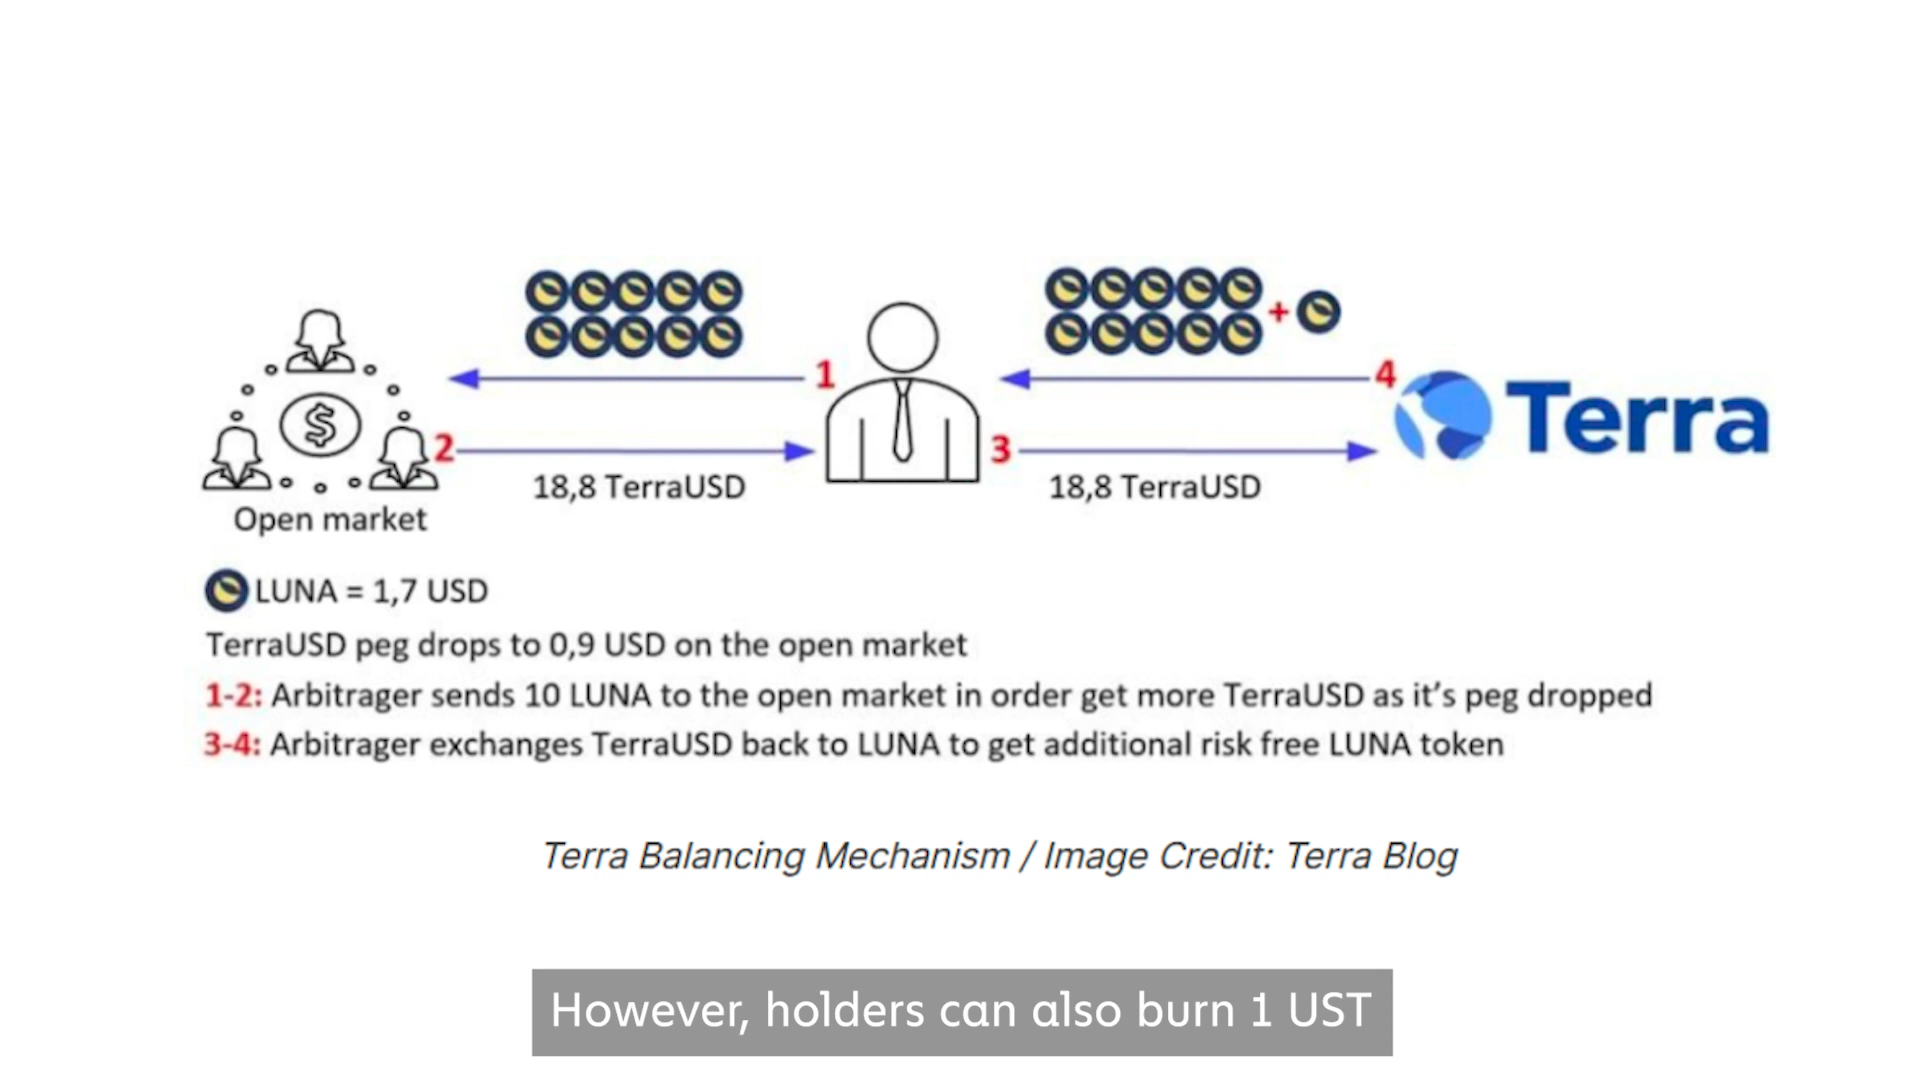 1
4
Terra
2
3
18,8 TerraUSD
18,8 TerraUSD
Open market
LUNA = 1,7 USD
TerraUSD peg drops to 0,9 USD on the open market
1-2: Arbitrager sends 10 LUNA to the open market in order get more TerraUSD as it's peg dropped
3-4: Arbitrager exchanges TerraUSD back to LUNA to get additional risk free LUNA token
Terra Balancing Mechanism / Image Credit: Terra Blog
However, holders can also burn 1 UST